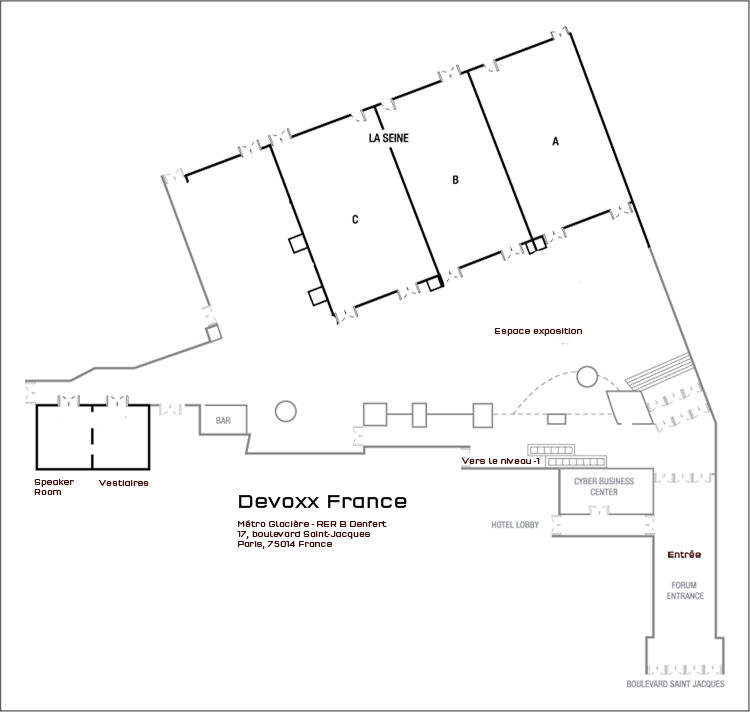 A
LA SEINE
B
C
Espace exposition
BAR
Vers le niveau -1
Speaker
Room
Vestiaires
CYBER BUSINESS
CENTER
Devoxx France
Métro Glacière - RER B Denfert
17, boulevard Saint-Jacques
Paris, 75014 France
HOTEL LOBBY
Entrée
FORUM
ENTRANCE
BOULEVARD SAINT JACQUES